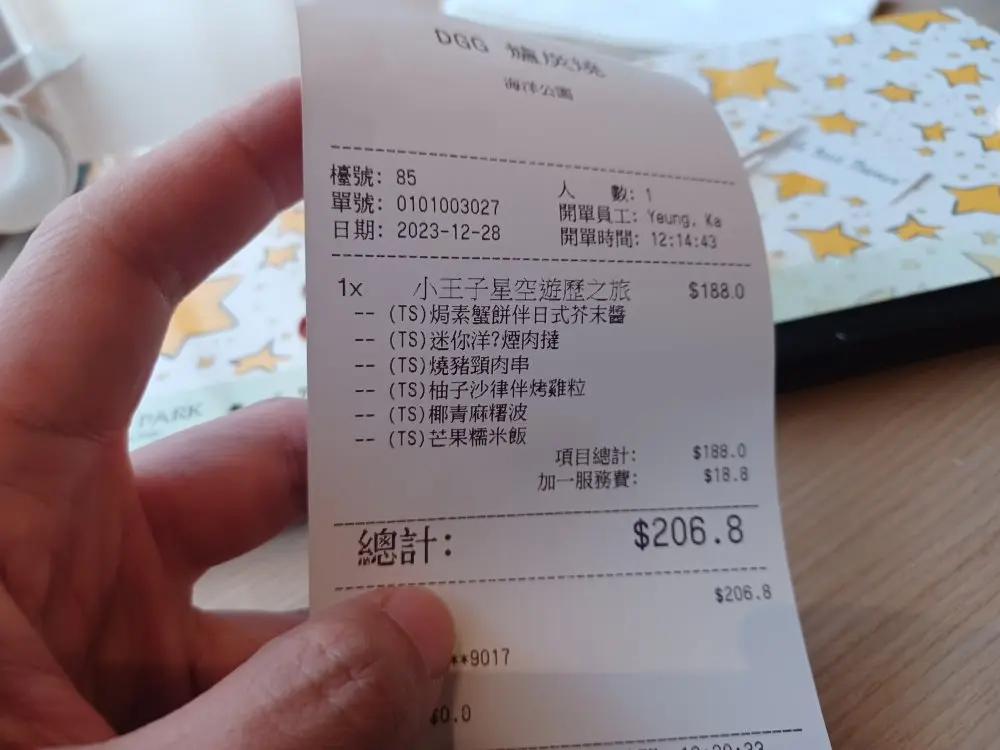 DGG 爐炭燒
海洋公園
檯號: 85
人 數: 1
單號: 0101003027
開單員工: Yeung, Ka
日期: 2023-12-28
開單時間: 12:14:43
1x 小王子星空遊歷之旅 $188.0
-- (TS)焗素蟹餅伴日式芥末醬
-- (TS)迷你洋?煙肉撻
-- (TS)燒豬頸肉串
-- (TS)柚子沙律伴烤雞粒
-- (TS)椰青麻糬波
-- (TS)芒果糯米飯
項目總計: $188.0
加一服務費: $18.8
總計: $206.8
$206.8
**9017
$0.0
PARK